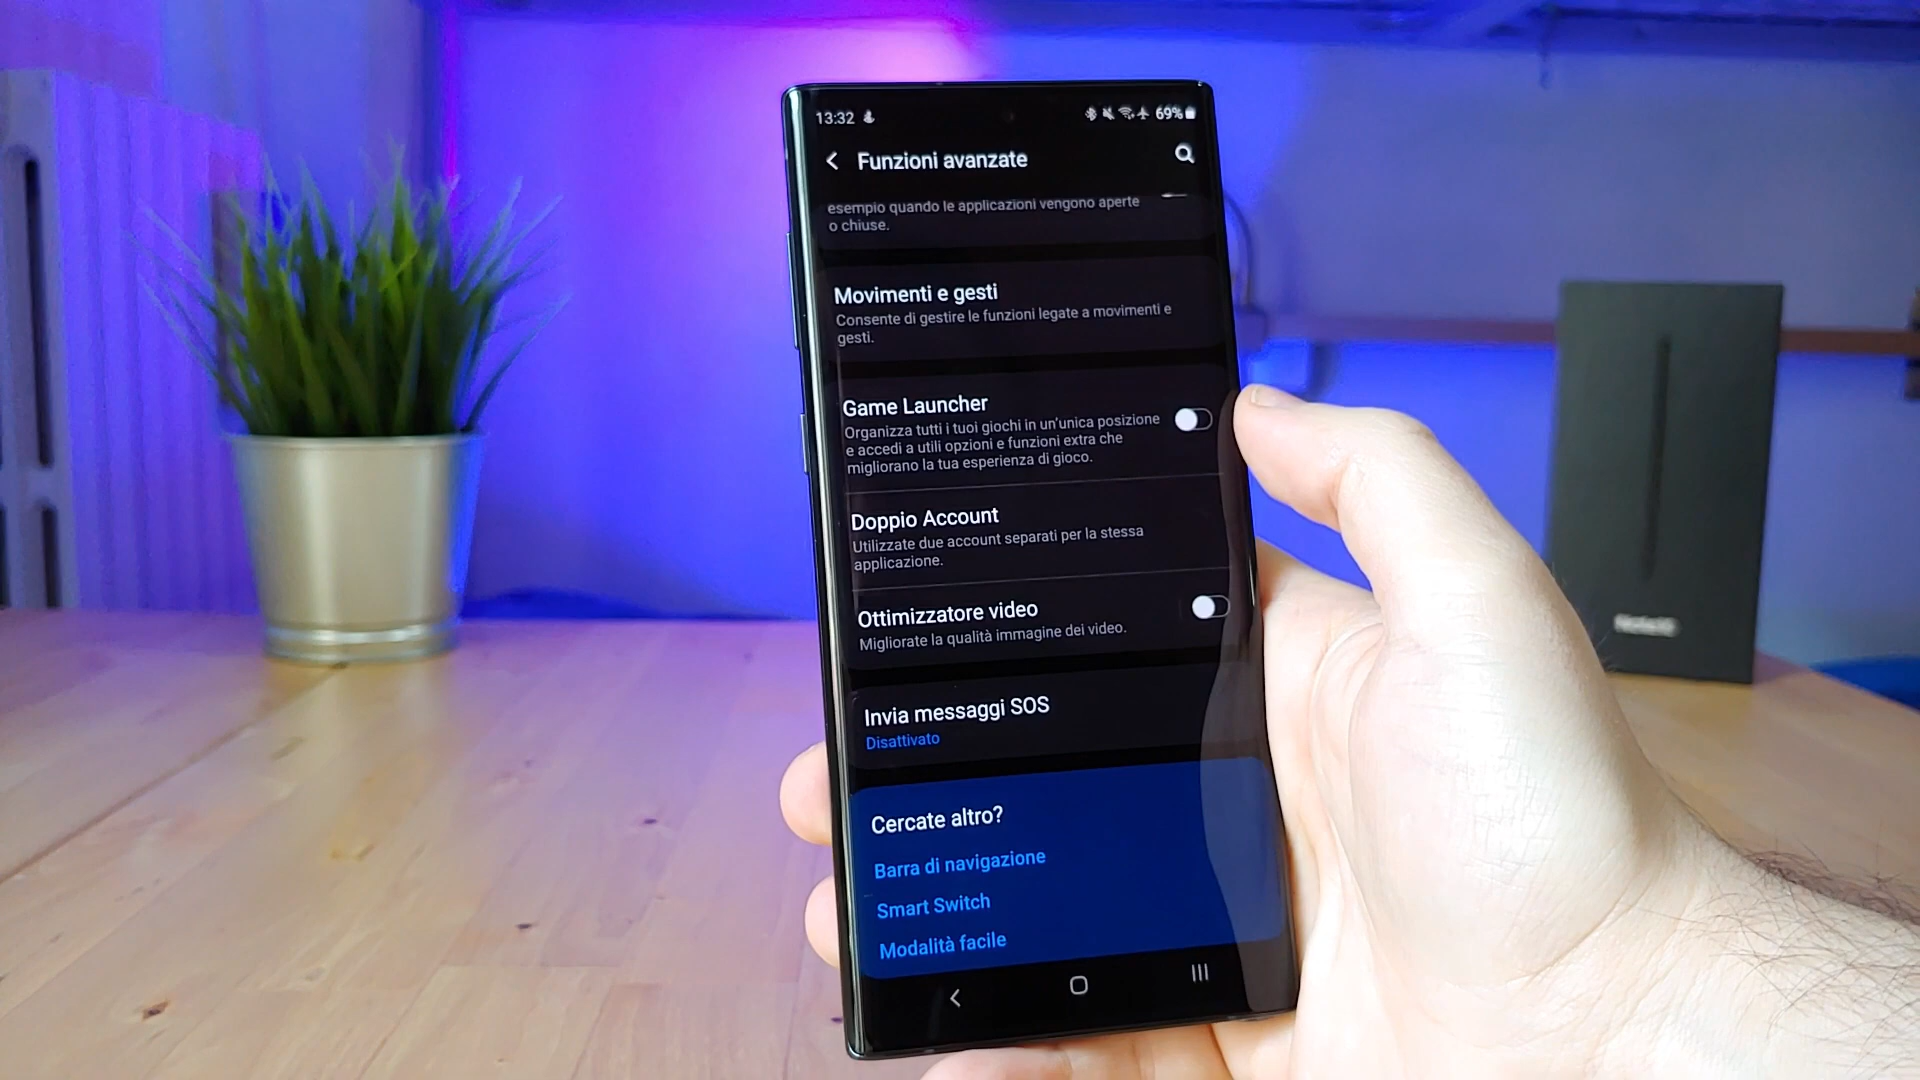 13:32
69%
Funzioni avanzate
esempio quando le applicazioni vengono aperte
o chiuse.
Movimenti e gesti
Consente di gestire le funzioni legate a movimenti e
gesti.
Game Launcher
Organizza tutti i tuoi giochi in un'unica posizione
e accedi a utili opzioni e funzioni extra che
migliorano la tua esperienza di gioco.
Doppio Account
Utilizzate due account separati per la stessa
applicazione.
Ottimizzatore video
Migliorate la qualità immagine dei video.
Invia messaggi SOS
Disattivato
Cercate altro?
Barra di navigazione
Smart Switch
Modalità facile